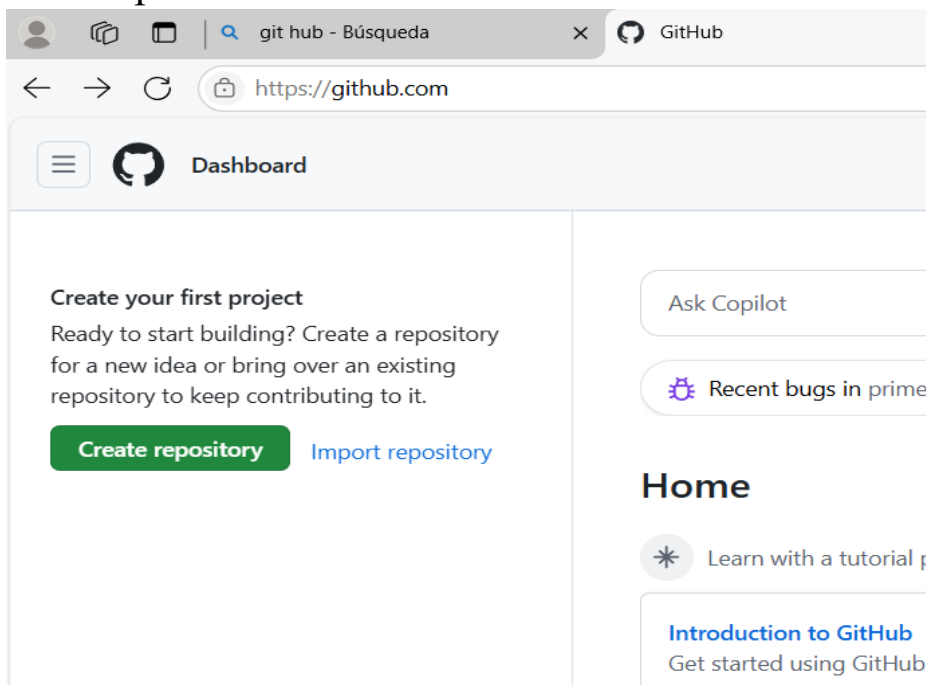 git hub - Búsqueda
GitHub
https://github.com
Dashboard
Create your first project
Ready to start building? Create a repository
for a new idea or bring over an existing
repository to keep contributing to it.
Create repository
Import repository
Ask Copilot
Recent bugs in prime
Home
Learn with a tutorial
Introduction to GitHub
Get started using GitHub